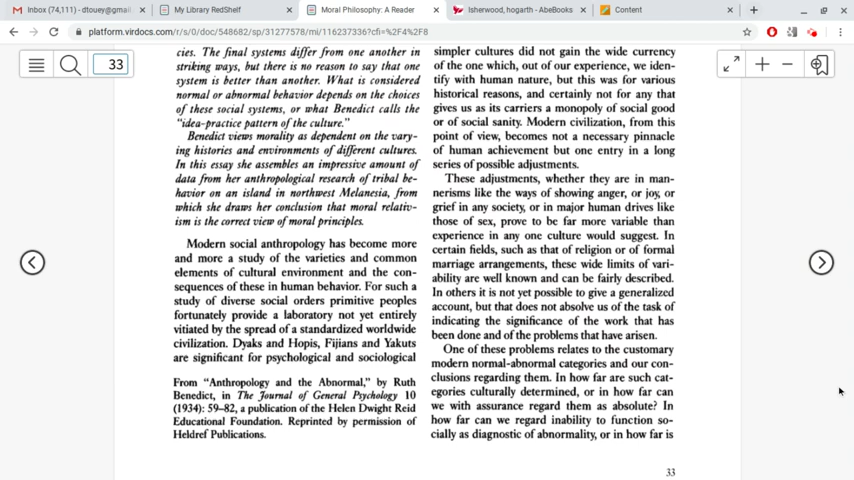 Inbox (74,111) - dtouey@gmai
My Library RedShelf
Moral Philosophy: A Reader
Isherwood, hogarth - AbeBooks
Content
platform.virdocs.com/r/s/0/doc/548682/sp/31277578/mi/116237336?cfi=%2F4%2F8
33
cies. The final systems differ from one another in
striking ways, but there is no reason to say that one
system is better than another. What is considered
normal or abnormal behavior depends on the choices
of these social systems, or what Benedict calls the
"idea-practice pattern of the culture."
Benedict views morality as dependent on the vary-
ing histories and environments of different cultures.
In this essay she assembles an impressive amount of
data from her anthropological research of tribal be-
havior on an island in northwest Melanesia, from
which she draws her conclusion that moral relativ-
ism is the correct view of moral principles.
Modern social anthropology has become more
and more a study of the varieties and common
elements of cultural environment and the con-
sequences of these in human behavior. For such a
study of diverse social orders primitive peoples
fortunately provide a laboratory not yet entirely
vitiated by the spread of a standardized worldwide
civilization. Dyaks and Hopis, Fijians and Yakuts
are significant for psychological and sociological
From "Anthropology and the Abnormal," by Ruth
Benedict, in The Journal of General Psychology 10
(1934): 59–82, a publication of the Helen Dwight Reid
Educational Foundation. Reprinted by permission of
Heldref Publications.
simpler cultures did not gain the wide currency
of the one which, out of our experience, we iden-
tify with human nature, but this was for various
historical reasons, and certainly not for any that
gives us as its carriers a monopoly of social good
or of social sanity. Modern civilization, from this
point of view, becomes not a necessary pinnacle
of human achievement but one entry in a long
series of possible adjustments.
These adjustments, whether they are in man-
nerisms like the ways of showing anger, or joy, or
grief in any society, or in major human drives like
those of sex, prove to be far more variable than
experience in any one culture would suggest. In
certain fields, such as that of religion or of formal
marriage arrangements, these wide limits of vari-
ability are well known and can be fairly described.
In others it is not yet possible to give a generalized
account, but that does not absolve us of the task of
indicating the significance of the work that has
been done and of the problems that have arisen.
One of these problems relates to the customary
modern normal-abnormal categories and our con-
clusions regarding them. In how far are such cat-
egories culturally determined, or in how far can
we with assurance regard them as absolute? In
how far can we regard inability to function so-
cially as diagnostic of abnormality, or in how far is
33